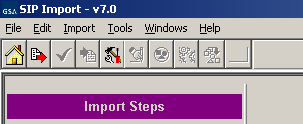 GSA SIP Import - v7.0
File Edit Import Tools Windows Help
Import Steps